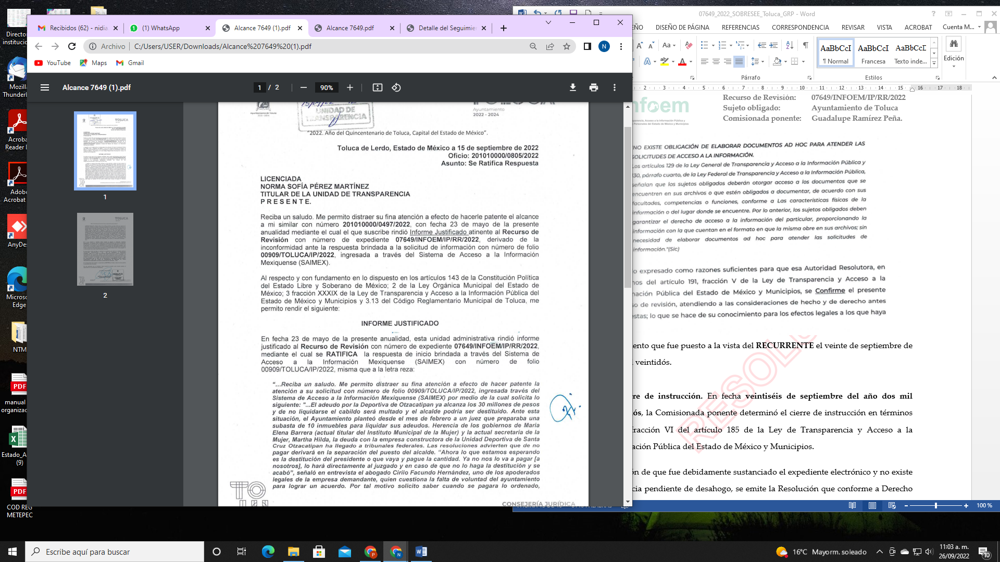 Recibidos (62) - nidia
(1) WhatsApp
Alcance 7649 (1).pdf
Alcance 7649.pdf
Detalle del Seguimie
Archivo
C:/Users/USER/Downloads/Alcance%207649%20(1).pdf
N
YouTube
Maps
Gmail
Alcance 7649 (1).pdf
1 / 2
90%
1
2
Ayuntamiento de Toluca
UNIDAD DE
TRANSPARENCIA
Ayuntamiento
2022 - 2024
"2022. Año del Quincentenario de Toluca, Capital del Estado de México".
Toluca de Lerdo, Estado de México a 15 de septiembre de 2022
Oficio: 201010000/0805/2022
Asunto: Se Ratifica Respuesta
LICENCIADA
NORMA SOFÍA PÉREZ MARTÍNEZ
TITULAR DE LA UNIDAD DE TRANSPARENCIA
P R E S E N T E.
Reciba un saludo. Me permito distraer su fina atención a efecto de hacerle patente el alcance
a mi similar con número 201010000/0497/2022, con fecha 23 de mayo de la presente
anualidad mediante el cual el que suscribe rindió Informe Justificado atinente al Recurso de
Revisión con número de expediente 07649/INFOEM/IP/RR/2022, derivado de la
inconformidad ante la respuesta brindada a la solicitud de información con número de folio
00909/TOLUCA/IP/2022, ingresada a través del Sistema de Acceso a la Información
Mexiquense (SAIMEX).
Al respecto y con fundamento en lo dispuesto en los artículos 143 de la Constitución Política
del Estado Libre y Soberano de México; 2 de la Ley Orgánica Municipal del Estado de
México; 3 fracción XXXIX de la Ley de Transparencia y Acceso a la Información Pública del
Estado de México y Municipios y 3.13 del Código Reglamentario Municipal de Toluca, me
permito rendir el siguiente:
INFORME JUSTIFICADO
En fecha 23 de mayo de la presente anualidad, esta unidad administrativa rindió informe
justificado al Recurso de Revisión con número de expediente 07649/INFOEM/IP/RR/2022,
mediante el cual se RATIFICA la respuesta de inicio brindada a través del Sistema de
Acceso a la Información Mexiquense (SAIMEX) con número de folio
00909/TOLUCA/IP/2022, misma que a la letra reza:
"...Reciba un saludo. Me permito distraer su fina atención a efecto de hacer patente la
atención a su solicitud con número de folio 00909/TOLUCA/IP/2022, ingresada través del
Sistema de Acceso a la Información Mexiquense (SAIMEX) por medio de la cual solicita lo
siguiente: "...El adeudo por la Deportiva de Otzacatipan ya alcanza los 30 millones de pesos
y de no liquidarse el cabildo será multado y el alcalde podría ser destituido. Ante esta
situación, el Ayuntamiento planteó desde el mes de febrero a un juez que preparaba una
subasta de 10 inmuebles para liquidar sus adeudos. Herencia de los gobiernos de María
Elena Barrera (actual titular del Instituto Municipal de la Mujer) y la actual secretaria de la
Mujer, Martha Hilda, la deuda con la empresa constructora de la Unidad Deportiva de Santa
Cruz Otzacatipan ha llegado a tribunales federales. Las resoluciones advierten que de no
pagar derivará en la separación del puesto del alcalde. "Ahora lo que estamos esperando
es la destitución del presidente o que vaya y pague la cantidad. Ya no nos lo va a pagar [a
nosotros], lo hará directamente al juzgado y en caso de que no lo haga la destitución y se
acabó", señaló en entrevista el abogado Cirilo Facundo Hernández, uno de los apoderados
legales de la empresa demandante, quien cuestiona la falta de voluntad del ayuntamiento
para lograr un acuerdo. Por tal motivo solicito saber cuando se pagara lo ordenado,
CONSEJERÍA JURÍDICA
07649_2022_SOBRESEE_Toluca_GRP - Word
DISEÑO DE PÁGINA
REFERENCIAS
CORRESPONDENCIA
REVISAR
VISTA
ACROBAT
Cuenta M...
AaBbCcI
AaBbCcI
AaBbCcL
¶ Normal
Francesa
Texto inde...
Edición
Párrafo
Estilos
2 3 4 5 6 7 8 9 10 11 12 13 14 15 16 17 18
nfoem
Recurso de Revisión: 07649/INFOEM/IP/RR/2022
Sujeto obligado: Ayuntamiento de Toluca
Comisionada ponente: Guadalupe Ramírez Peña.
NO EXISTE OBLIGACIÓN DE ELABORAR DOCUMENTOS AD HOC PARA ATENDER LAS
SOLICITUDES DE ACCESO A LA INFORMACIÓN.
Los artículos 129 de la Ley General de Transparencia y Acceso a la Información Pública y
130, párrafo cuarto, de la Ley Federal de Transparencia y Acceso a la Información Pública,
señalan que los sujetos obligados deberán otorgar acceso a los documentos que se
encuentren en sus archivos o que estén obligados a documentar, de acuerdo con sus
facultades, competencias o funciones, conforme a Las características físicas de la
información o del lugar donde se encuentre. Por lo anterior, los sujetos obligados deben
garantizar el derecho de acceso a la información del particular, proporcionando la
información con la que cuentan en el formato en que la misma obre en sus archivos; sin
necesidad de elaborar documentos ad hoc para atender las solicitudes de
información."(Sic)
o expresado como razones suficientes para que esa Autoridad Resolutora, en
nos del artículo 191, fracción V de la Ley de Transparencia y Acceso a la
nación Pública del Estado de México y Municipios, se Confirme el presente
so de revisión, atendiendo a las consideraciones de hecho y de derecho antes
estas; lo que se hace de su conocimiento para los efectos legales a los que haya
ento que fue puesto a la vista del RECURRENTE el veinte de septiembre de
l veintidós.
re de instrucción. En fecha veintiséis de septiembre del año dos mil
ós, la Comisionada ponente determinó el cierre de instrucción en términos
fracción VI del artículo 185 de la Ley de Transparencia y Acceso a la
ación Pública del Estado de México y Municipios.
ón de que fue debidamente sustanciado el expediente electrónico y no existe
cia pendiente de desahogo, se emite la Resolución que conforme a Derecho
RESOL
100 %
Mozilla
Thunderb
Acroba
Reader D
Adobe
Acrobat
AnyDes
Microso
Edge
NTM
manual
organizac
Estado_A
(9)
COD REG
METEPEC
Escribe aquí para buscar
16°C Mayorm. soleado
11:03 a. m.
26/09/2022
10